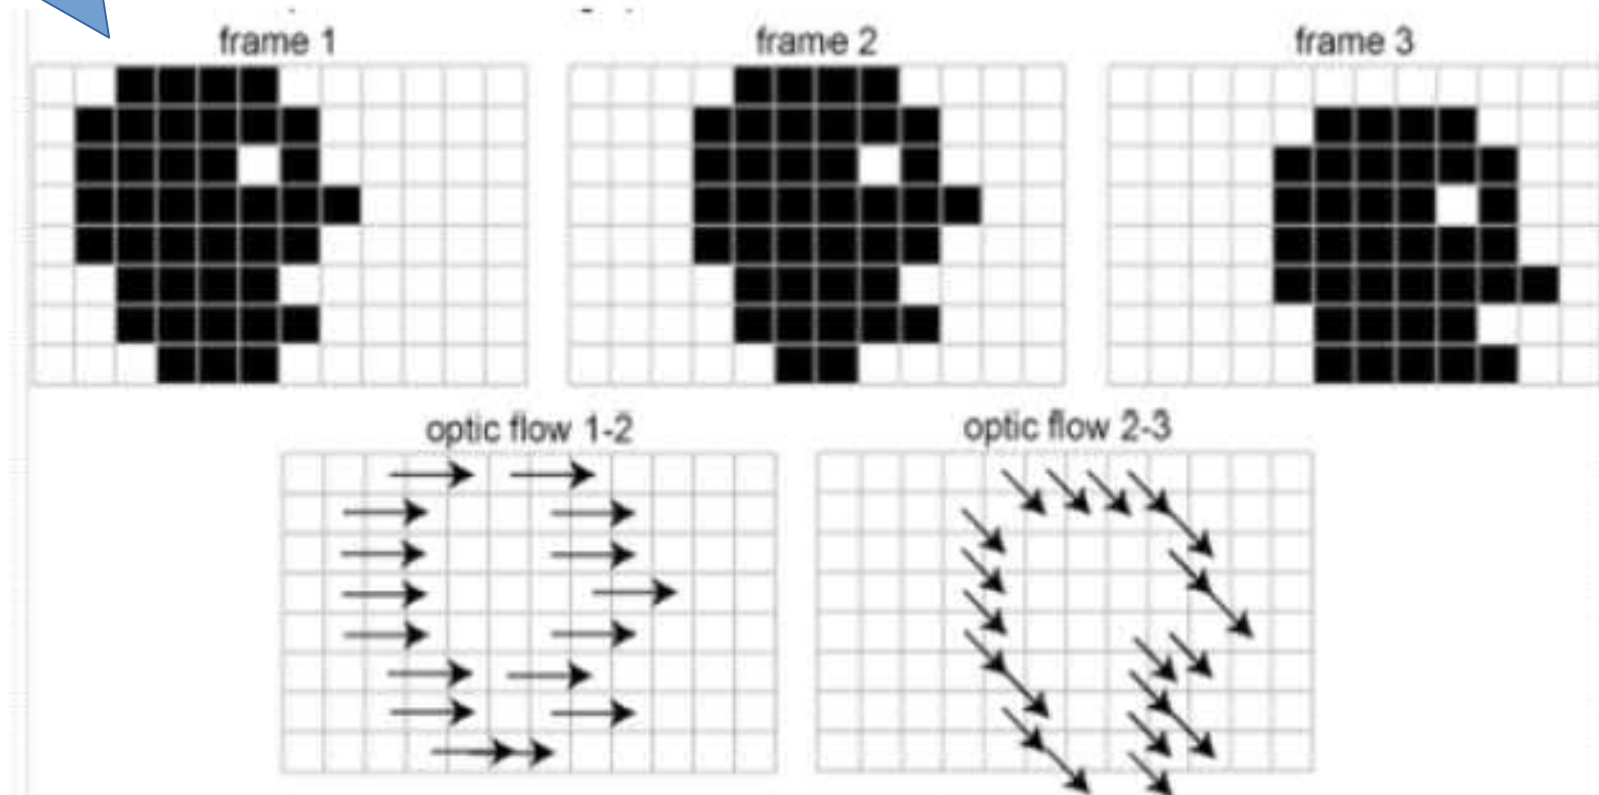 frame 1
frame 2
frame 3
optic flow 1-2
optic flow 2-3